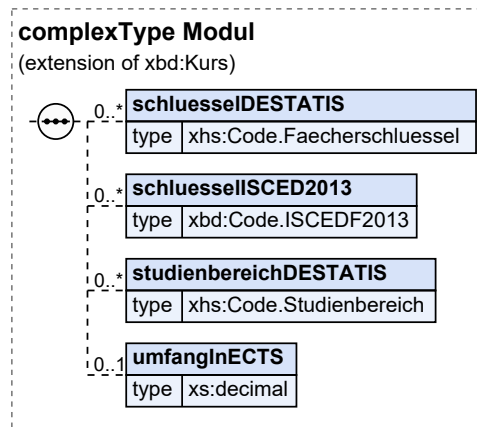 complexType Modul
(extension of xbd:Kurs)
0..* schluesselDESTATIS
type xhs:Code.Faecherschluessel
0..* schluesselISCED2013
type xbd:Code.ISCEDF2013
0..* studienbereichDESTATIS
type xhs:Code.Studienbereich
0..1 umfangInECTS
type xs:decimal